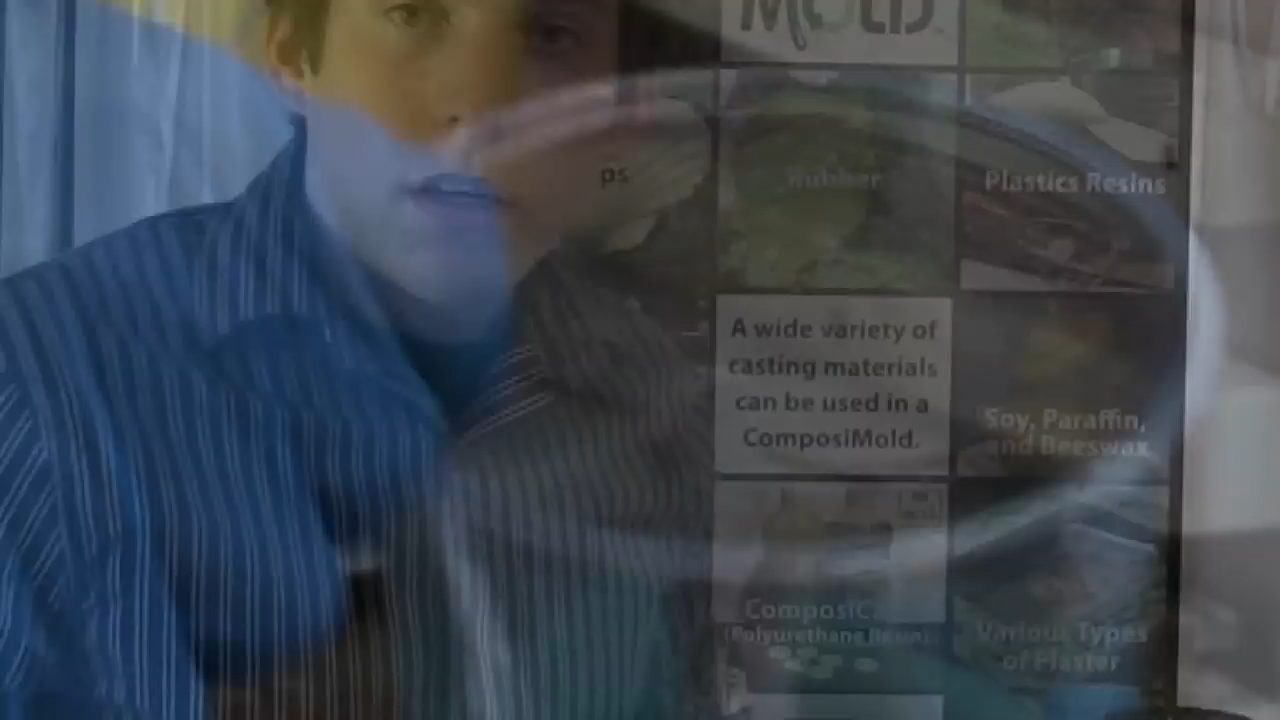 MOLD
ps
Rubber
Plastics Resins
A wide variety of
casting materials
can be used in a
ComposiMold.
Soy, Paraffin,
and Beeswax
(Polyurethane Resin)
Various Types
of Plaster